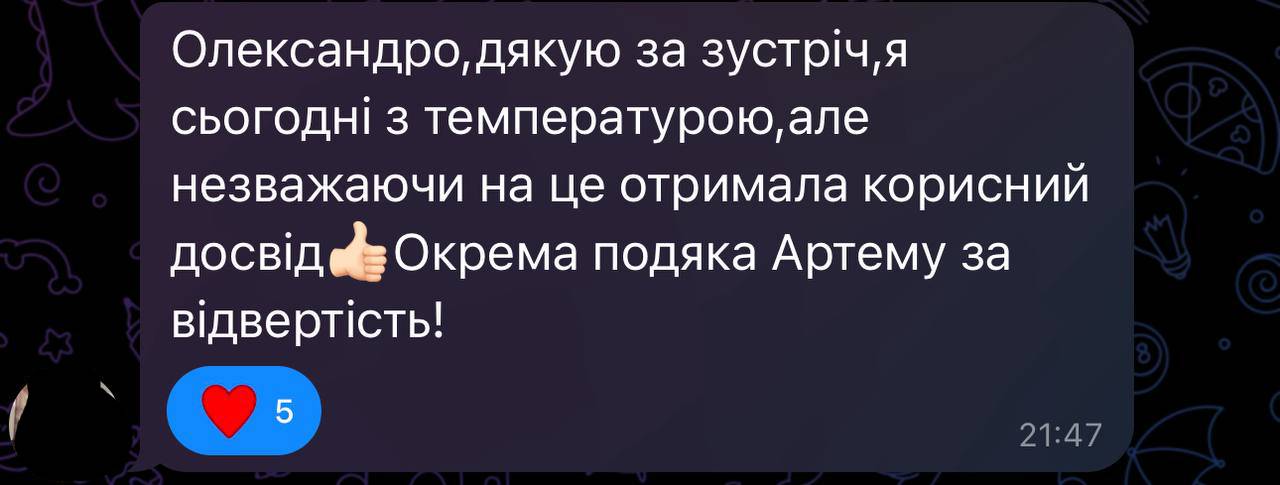 Олександро,дякую за зустріч,я
сьогодні з температурою,але
незважаючи на це отримала корисний
досвід👍🏻Окрема подяка Артему за
відвертість!
❤️ 5
21:47